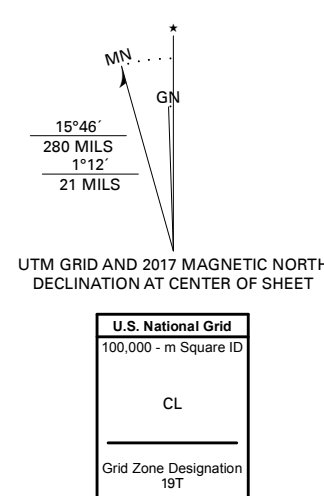 ★
MN
GN
15°46´
280 MILS
1°12´
21 MILS
UTM GRID AND 2017 MAGNETIC NORTH
DECLINATION AT CENTER OF SHEET
U.S. National Grid
100,000 - m Square ID
CL
Grid Zone Designation
19T